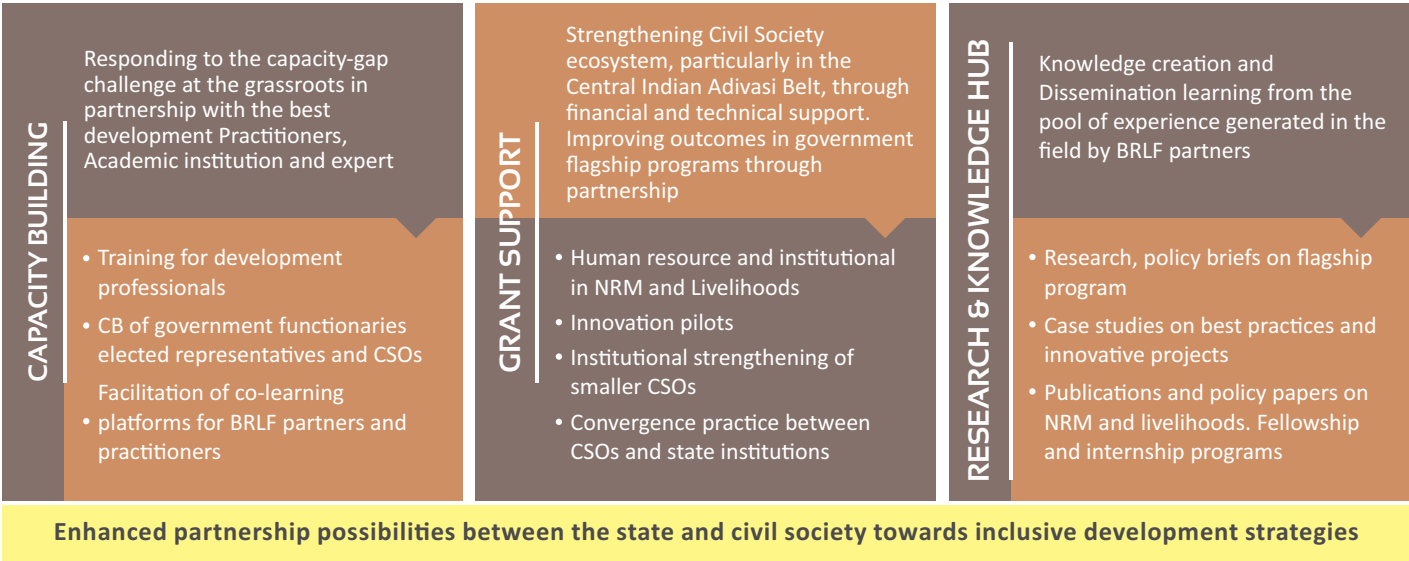 CAPACITY BUILDING
Responding to the capacity-gap
challenge at the grassroots in
partnership with the best
development Practitioners,
Academic institution and expert
• Training for development
professionals
• CB of government functionaries
elected representatives and CSOs
Facilitation of co-learning
• platforms for BRLF partners and
practitioners
GRANT SUPPORT
Strengthening Civil Society
ecosystem, particularly in the
Central Indian Adivasi Belt, through
financial and technical support.
Improving outcomes in government
flagship programs through
partnership
• Human resource and institutional
in NRM and Livelihoods
• Innovation pilots
• Institutional strengthening of
smaller CSOs
• Convergence practice between
CSOs and state institutions
RESEARCH & KNOWLEDGE HUB
Knowledge creation and
Dissemination learning from the
pool of experience generated in the
field by BRLF partners
• Research, policy briefs on flagship
program
• Case studies on best practices and
innovative projects
• Publications and policy papers on
NRM and livelihoods. Fellowship
and internship programs
Enhanced partnership possibilities between the state and civil society towards inclusive development strategies